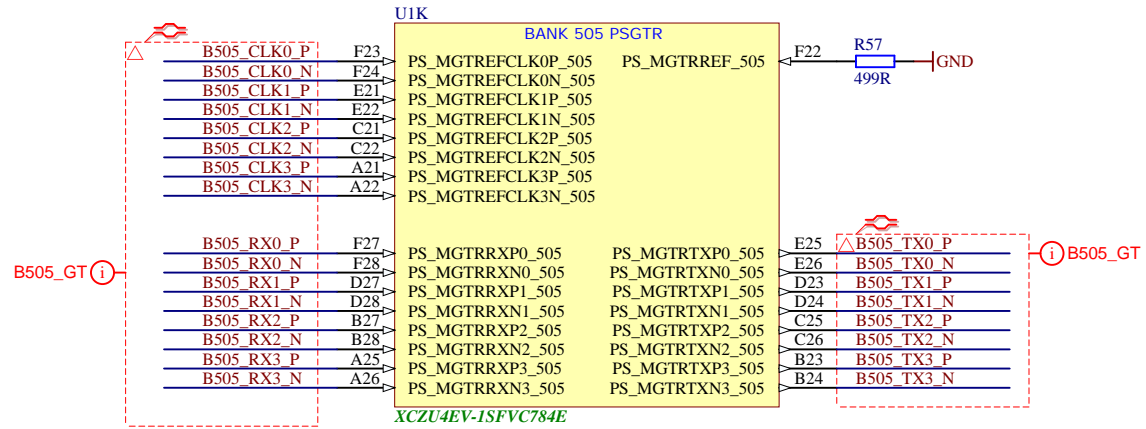 U1K
BANK 505 PSGTR
B505_CLK0_P F23 PS_MGTREFCLK0P_505 PS_MGTRREF_505 F22 R57 499R GND
B505_CLK0_N F24 PS_MGTREFCLK0N_505
B505_CLK1_P E21 PS_MGTREFCLK1P_505
B505_CLK1_N E22 PS_MGTREFCLK1N_505
B505_CLK2_P C21 PS_MGTREFCLK2P_505
B505_CLK2_N C22 PS_MGTREFCLK2N_505
B505_CLK3_P A21 PS_MGTREFCLK3P_505
B505_CLK3_N A22 PS_MGTREFCLK3N_505
B505_RX0_P F27 PS_MGTRRXP0_505 PS_MGTRTXP0_505 E25 B505_TX0_P
B505_GT i B505_RX0_N F28 PS_MGTRRXN0_505 PS_MGTRTXN0_505 E26 B505_TX0_N i B505_GT
B505_RX1_P D27 PS_MGTRRXP1_505 PS_MGTRTXP1_505 D23 B505_TX1_P
B505_RX1_N D28 PS_MGTRRXN1_505 PS_MGTRTXN1_505 D24 B505_TX1_N
B505_RX2_P B27 PS_MGTRRXP2_505 PS_MGTRTXP2_505 C25 B505_TX2_P
B505_RX2_N B28 PS_MGTRRXN2_505 PS_MGTRTXN2_505 C26 B505_TX2_N
B505_RX3_P A25 PS_MGTRRXP3_505 PS_MGTRTXP3_505 B23 B505_TX3_P
B505_RX3_N A26 PS_MGTRRXN3_505 PS_MGTRTXN3_505 B24 B505_TX3_N
XCZU4EV-1SFVC784E